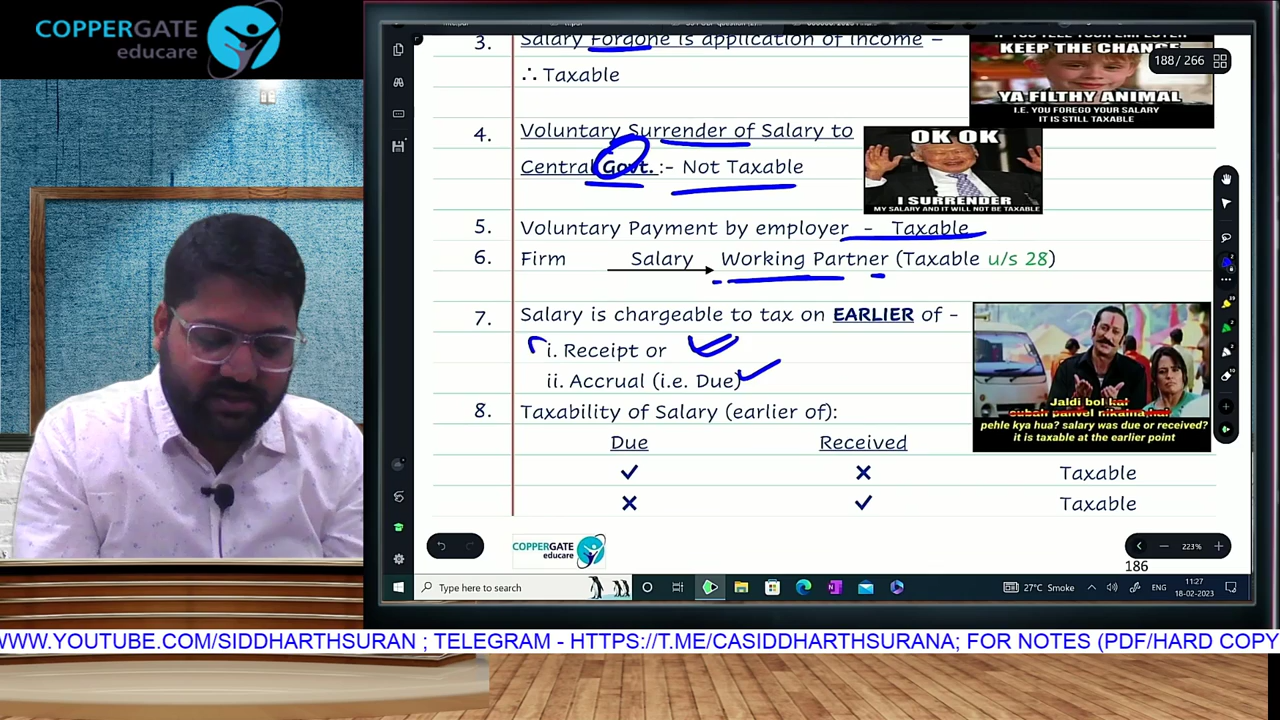 COPPERGATE
educare
3. Salary Forgone is application of income –
∴ Taxable
KEEP THE CHANGE
YA FILTHY ANIMAL
I.E. YOU FOREGO YOUR SALARY
IT IS STILL TAXABLE
188 / 266
4. Voluntary Surrender of Salary to
Central Govt. :- Not Taxable
OK OK
I SURRENDER
MY SALARY AND IT WILL NOT BE TAXABLE
5. Voluntary Payment by employer – Taxable
6. Firm Salary Working Partner (Taxable u/s 28)
7. Salary is chargeable to tax on EARLIER of –
i. Receipt or
ii. Accrual (i.e. Due)
Jaldi bol kal
subah panvel nikalna hai
pehle kya hua? salary was due or received?
it is taxable at the earlier point
8. Taxability of Salary (earlier of):
Due Received
✓ ✗ Taxable
✗ ✓ Taxable
COPPERGATE
educare
223%
186
Type here to search
27°C Smoke
ENG
11:27
18-02-2023
WWW.YOUTUBE.COM/SIDDHARTHSURAN ; TELEGRAM - HTTPS://T.ME/CASIDDHARTHSURANA; FOR NOTES (PDF/HARD COPY